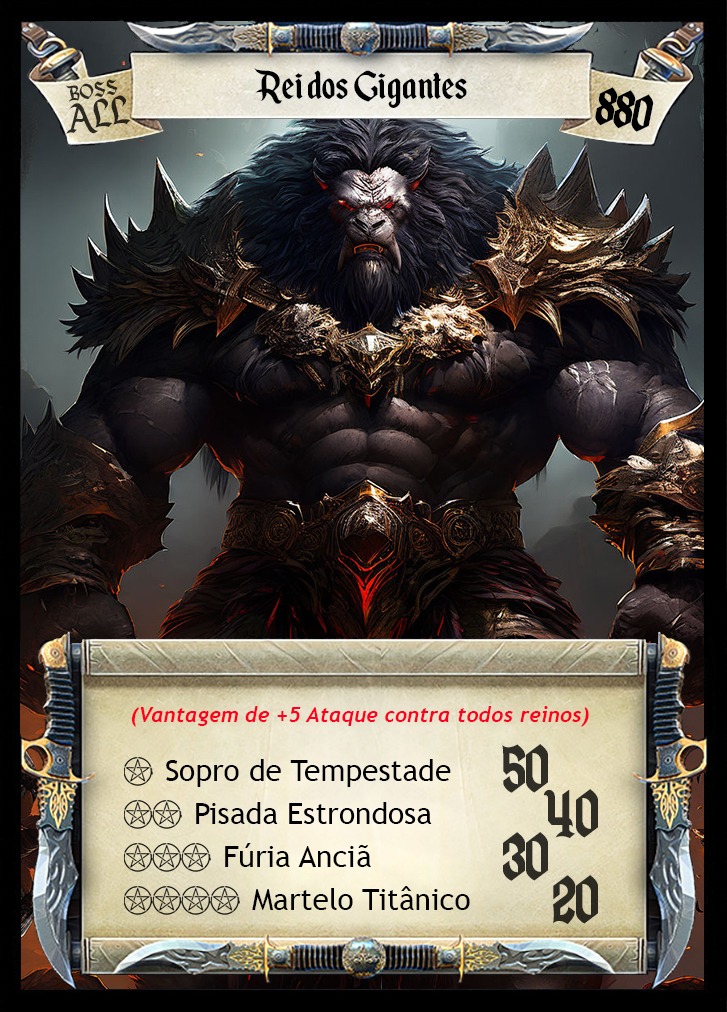 BOSS
ALL
Rei dos Gigantes
880
(Vantagem de +5 Ataque contra todos reinos)
Sopro de Tempestade 50
Pisada Estrondosa 40
Fúria Anciã 30
Martelo Titânico 20